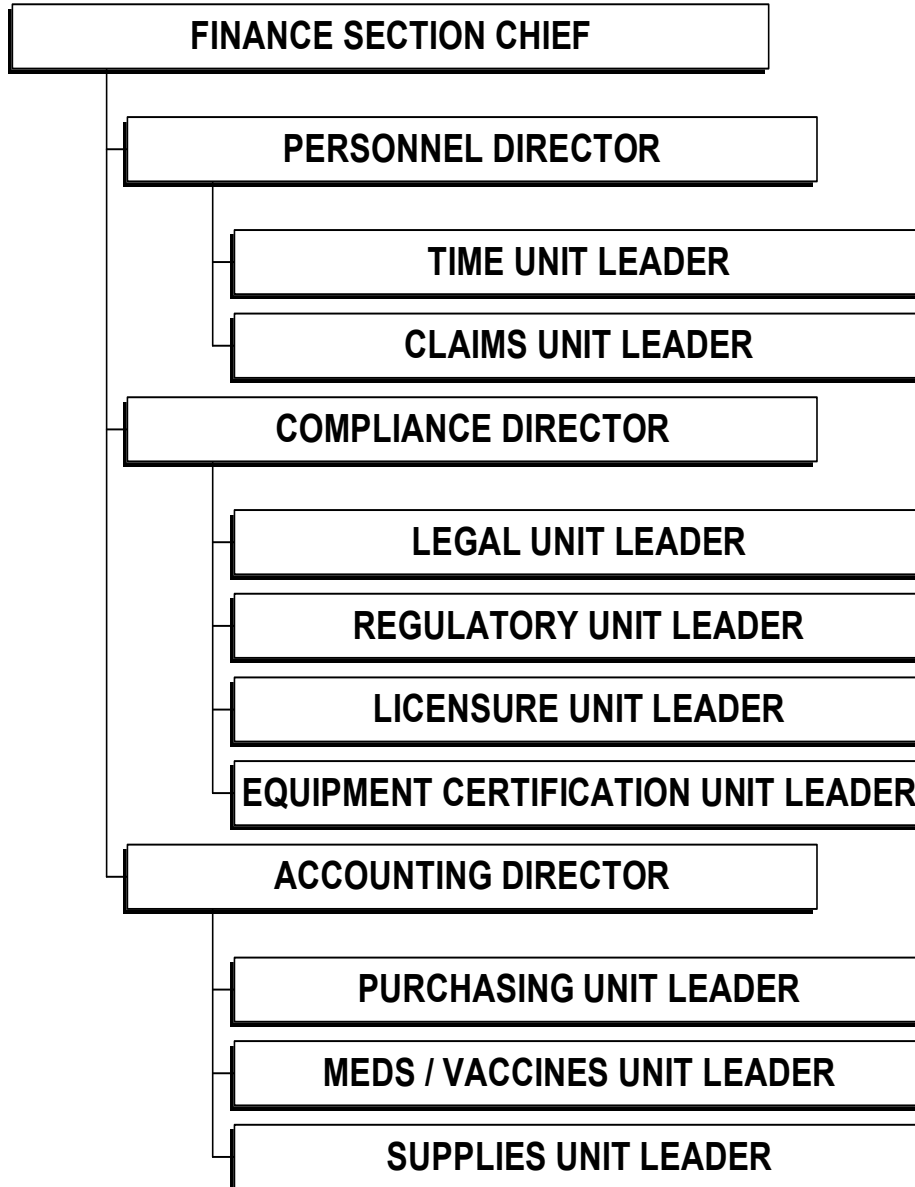 FINANCE SECTION CHIEF
PERSONNEL DIRECTOR
TIME UNIT LEADER
CLAIMS UNIT LEADER
COMPLIANCE DIRECTOR
LEGAL UNIT LEADER
REGULATORY UNIT LEADER
LICENSURE UNIT LEADER
EQUIPMENT CERTIFICATION UNIT LEADER
ACCOUNTING DIRECTOR
PURCHASING UNIT LEADER
MEDS / VACCINES UNIT LEADER
SUPPLIES UNIT LEADER